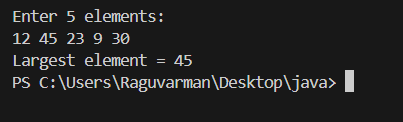 Enter 5 elements:
12 45 23 9 30
Largest element = 45
PS C:\Users\Raguvarman\Desktop\java>